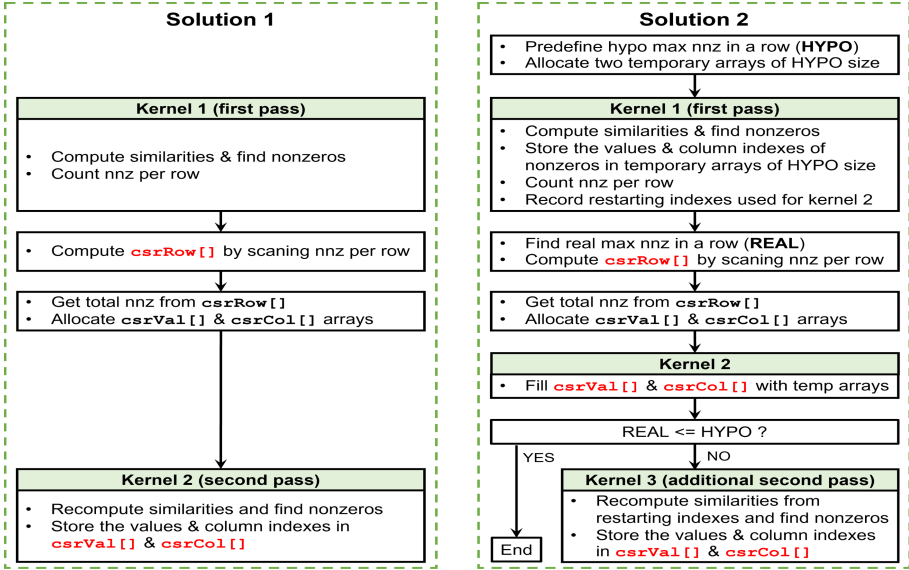 Solution 1
Kernel 1 (first pass)
• Compute similarities & find nonzeros
• Count nnz per row
• Compute csrRow[] by scaning nnz per row
• Get total nnz from csrRow[]
• Allocate csrVal[] & csrCol[] arrays
Kernel 2 (second pass)
• Recompute similarities and find nonzeros
• Store the values & column indexes in
csrVal[] & csrCol[]
Solution 2
• Predefine hypo max nnz in a row (HYPO)
• Allocate two temporary arrays of HYPO size
Kernel 1 (first pass)
• Compute similarities & find nonzeros
• Store the values & column indexes of
nonzeros in temporary arrays of HYPO size
• Count nnz per row
• Record restarting indexes used for kernel 2
• Find real max nnz in a row (REAL)
• Compute csrRow[] by scaning nnz per row
• Get total nnz from csrRow[]
• Allocate csrVal[] & csrCol[] arrays
Kernel 2
• Fill csrVal[] & csrCol[] with temp arrays
REAL <= HYPO ?
YES
NO
End
Kernel 3 (additional second pass)
• Recompute similarities from
restarting indexes and find nonzeros
• Store the values & column indexes
in csrVal[] & csrCol[]